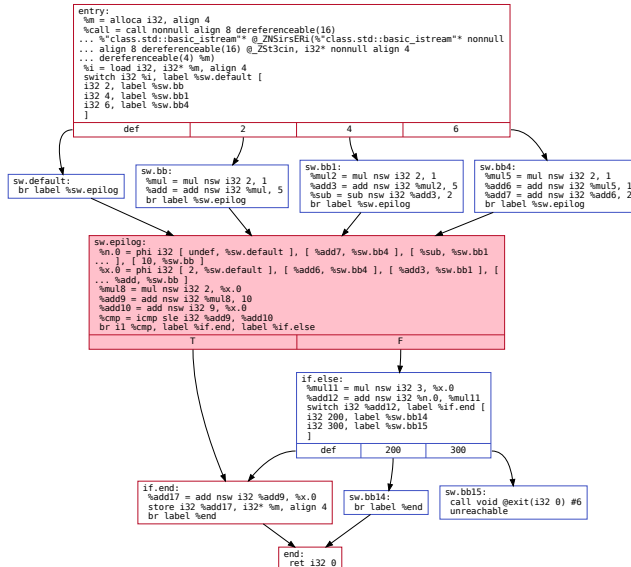 entry:
%m = alloca i32, align 4
%call = call nonnull align 8 dereferenceable(16)
... %"class.std::basic_istream"* @_ZNSirsERi(%"class.std::basic_istream"* nonnull
... align 8 dereferenceable(16) @_ZSt3cin, i32* nonnull align 4
... dereferenceable(4) %m)
%i = load i32, i32* %m, align 4
switch i32 %i, label %sw.default [
i32 2, label %sw.bb
i32 4, label %sw.bb1
i32 6, label %sw.bb4
]
def 2 4 6
sw.default:
br label %sw.epilog
sw.bb:
%mul = mul nsw i32 2, 1
%add = add nsw i32 %mul, 5
br label %sw.epilog
sw.bb1:
%mul2 = mul nsw i32 2, 1
%add3 = add nsw i32 %mul2, 5
%sub = sub nsw i32 %add3, 2
br label %sw.epilog
sw.bb4:
%mul5 = mul nsw i32 2, 1
%add6 = add nsw i32 %mul5, 1
%add7 = add nsw i32 %add6, 2
br label %sw.epilog
sw.epilog:
%n.0 = phi i32 [ undef, %sw.default ], [ %add7, %sw.bb4 ], [ %sub, %sw.bb1
... ], [ 10, %sw.bb ]
%x.0 = phi i32 [ 2, %sw.default ], [ %add6, %sw.bb4 ], [ %add3, %sw.bb1 ], [
... %add, %sw.bb ]
%mul8 = mul nsw i32 2, %x.0
%add9 = add nsw i32 %mul8, 10
%add10 = add nsw i32 9, %x.0
%cmp = icmp sle i32 %add9, %add10
br i1 %cmp, label %if.end, label %if.else
T F
if.else:
%mul11 = mul nsw i32 3, %x.0
%add12 = add nsw i32 %n.0, %mul11
switch i32 %add12, label %if.end [
i32 200, label %sw.bb14
i32 300, label %sw.bb15
]
def 200 300
if.end:
%add17 = add nsw i32 %add9, %x.0
store i32 %add17, i32* %m, align 4
br label %end
sw.bb14:
br label %end
sw.bb15:
call void @exit(i32 0) #6
unreachable
end:
ret i32 0